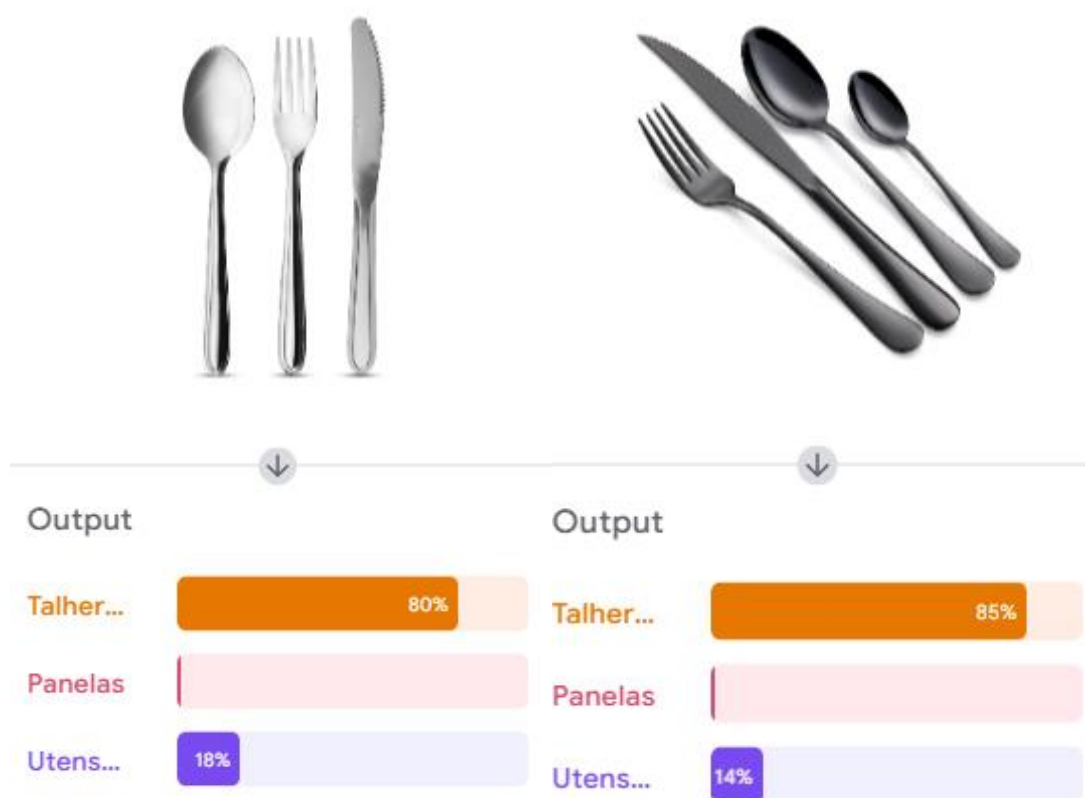 Output
Talher... 80%
Panelas
Utens... 18%
Output
Talher... 85%
Panelas
Utens... 14%